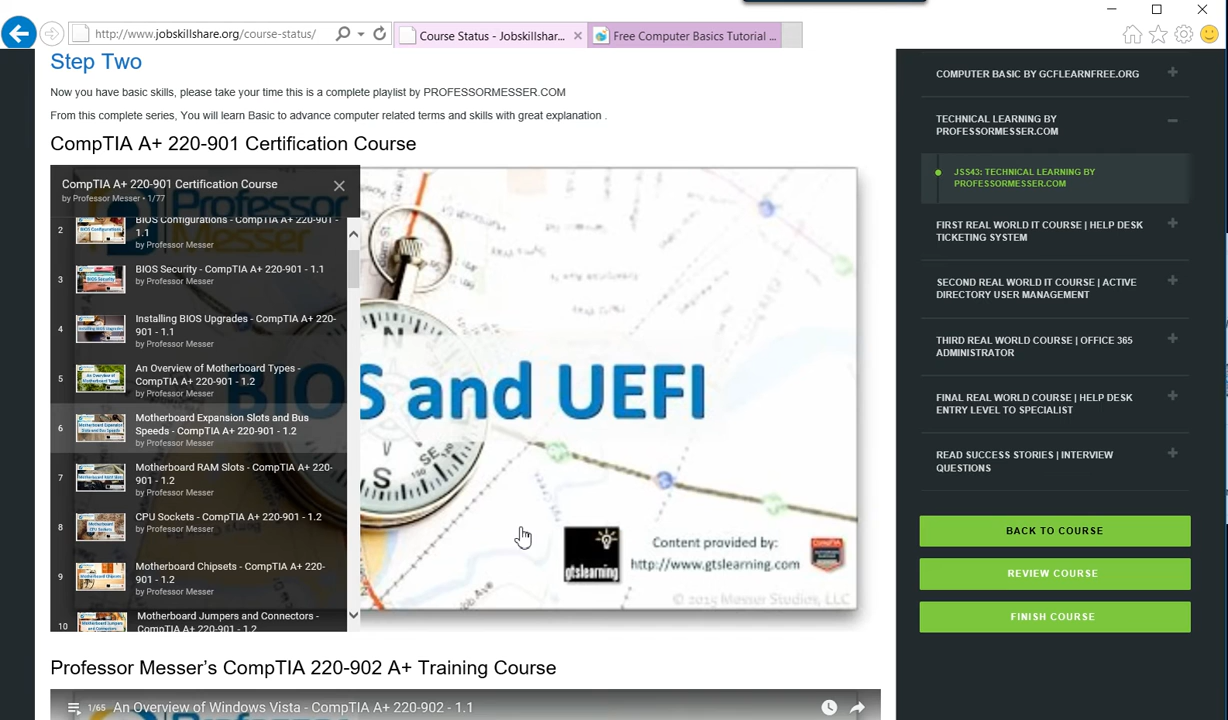 http://www.jobskillshare.org/course-status/
Course Status - Jobskillshar...
Free Computer Basics Tutorial ...
Step Two
Now you have basic skills, please take your time this is a complete playlist by PROFESSORMESSER.COM
From this complete series, You will learn Basic to advance computer related terms and skills with great explanation .
CompTIA A+ 220-901 Certification Course
CompTIA A+ 220-901 Certification Course
by Professor Messer • 1/77
2
BIOS Configurations - CompTIA A+ 220-901 -
1.1
by Professor Messer
3
BIOS Security - CompTIA A+ 220-901 - 1.1
by Professor Messer
4
Installing BIOS Upgrades - CompTIA A+ 220-
901 - 1.1
by Professor Messer
5
An Overview of Motherboard Types -
CompTIA A+ 220-901 - 1.2
by Professor Messer
6
Motherboard Expansion Slots and Bus
Speeds - CompTIA A+ 220-901 - 1.2
by Professor Messer
7
Motherboard RAM Slots - CompTIA A+ 220-
901 - 1.2
by Professor Messer
8
CPU Sockets - CompTIA A+ 220-901 - 1.2
by Professor Messer
9
Motherboard Chipsets - CompTIA A+ 220-
901 - 1.2
by Professor Messer
10
Motherboard Jumpers and Connectors -
CompTIA A+ 220-901 - 1.2
Professor
Messer
BIOS and UEFI
gtslearning
Content provided by:
http://www.gtslearning.com
© 2015 Messer Studios, LLC
Professor Messer's CompTIA 220-902 A+ Training Course
1/65 An Overview of Windows Vista - CompTIA A+ 220-902 - 1.1
COMPUTER BASIC BY GCFLEARNFREE.ORG
TECHNICAL LEARNING BY
PROFESSORMESSER.COM
JSS43: TECHNICAL LEARNING BY
PROFESSORMESSER.COM
FIRST REAL WORLD IT COURSE | HELP DESK
TICKETING SYSTEM
SECOND REAL WORLD IT COURSE | ACTIVE
DIRECTORY USER MANAGEMENT
THIRD REAL WORLD COURSE | OFFICE 365
ADMINISTRATOR
FINAL REAL WORLD COURSE | HELP DESK
ENTRY LEVEL TO SPECIALIST
READ SUCCESS STORIES | INTERVIEW
QUESTIONS
BACK TO COURSE
REVIEW COURSE
FINISH COURSE